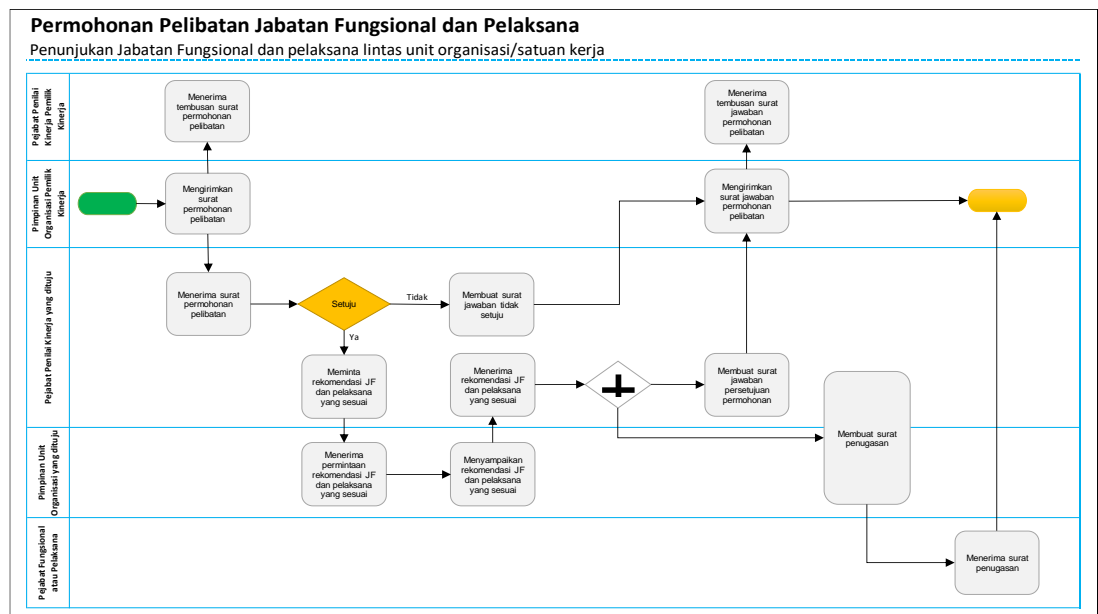 Permohonan Pelibatan Jabatan Fungsional dan Pelaksana
Penunjukan Jabatan Fungsional dan pelaksana lintas unit organisasi/satuan kerja
Pejabat Penilai
Kinerja Pemilik
Kinerja
Menerima
tembusan surat
permohonan
pelibatan
Menerima
tembusan surat
jawaban
permohonan
pelibatan
Pimpinan Unit
Organisasi Pemilik
Kinerja
Mengirimkan
surat
permohonan
pelibatan
Mengirimkan
surat jawaban
permohonan
pelibatan
Pejabat Penilai Kinerja yang dituju
Menerima surat
permohonan
pelibatan
Setuju
Tidak
Membuat surat
jawaban tidak
setuju
Ya
Meminta
rekomendasi JF
dan pelaksana
yang sesuai
Menerima
rekomendasi JF
dan pelaksana
yang sesuai
Membuat surat
jawaban
persetujuan
permohonan
Membuat surat
penugasan
Pimpinan Unit
Organisasi yang dituju
Menerima
permintaan
rekomendasi JF
dan pelaksana
yang sesuai
Menyampaikan
rekomendasi JF
dan pelaksana
yang sesuai
Pejabat Fungsional
atau Pelaksana
Menerima surat
penugasan